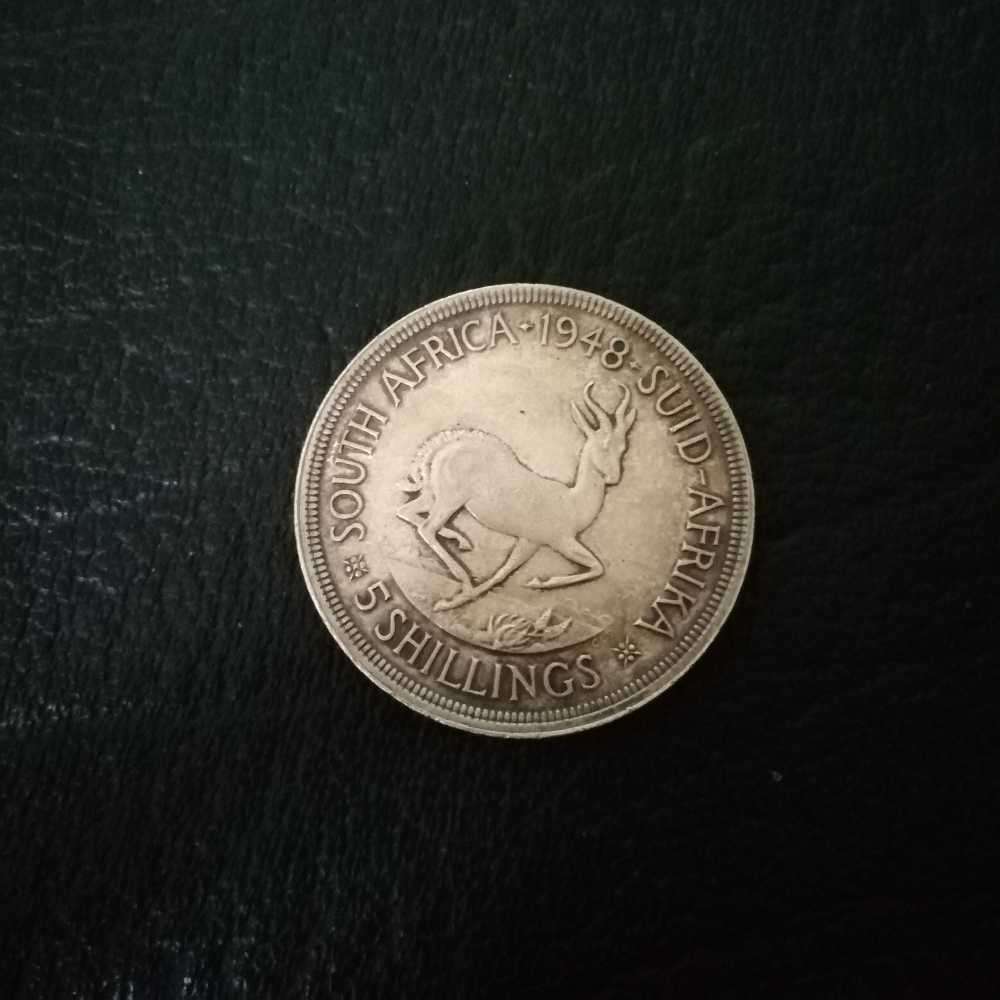 SOUTH AFRICA · 1948 · SUID-AFRIKA
5 SHILLINGS